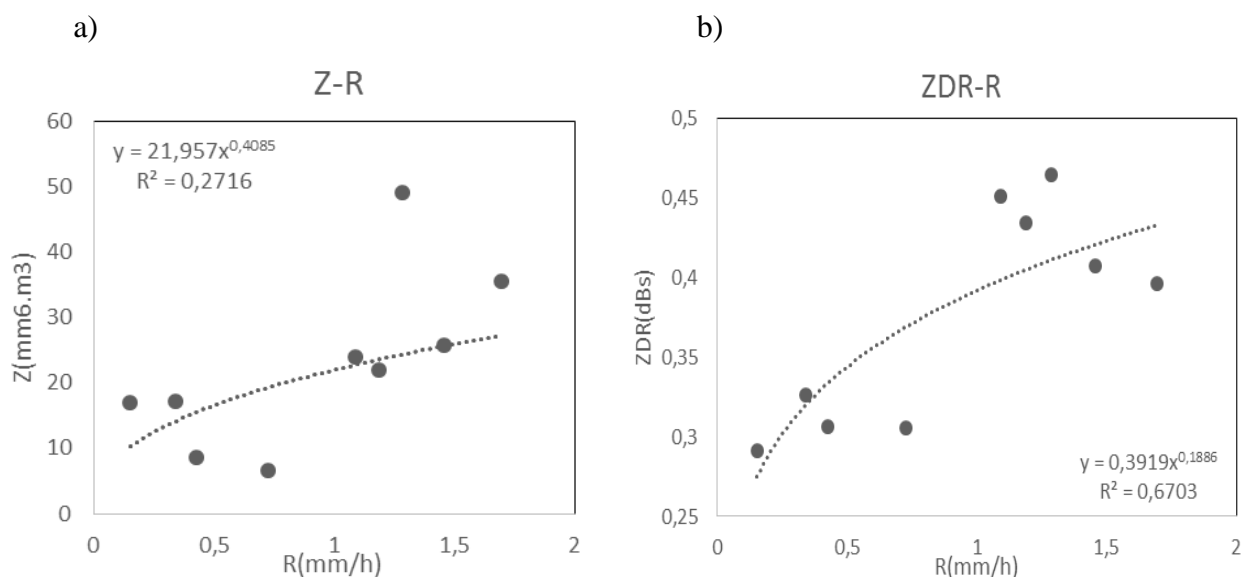 a)
Z-R
60
50
40
30
20
10
0
Z(mm6.m3)
y = 21,957x^0,4085
R² = 0,2716
0 0,5 1 1,5 2
R(mm/h)
b)
ZDR-R
0,5
0,45
0,4
0,35
0,3
0,25
ZDR(dBs)
y = 0,3919x^0,1886
R² = 0,6703
0 0,5 1 1,5 2
R(mm/h)